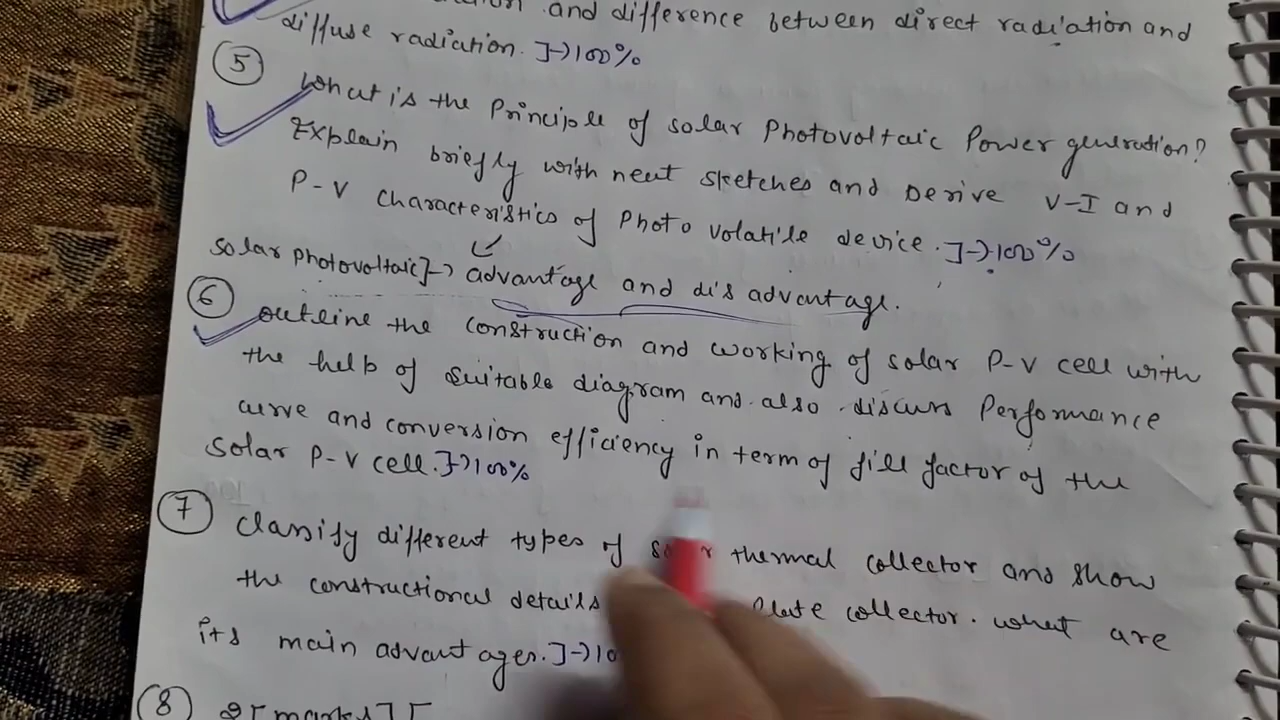 and difference between direct radiation and
diffuse radiation. ]→100%
5 What is the Principle of solar Photovoltaic Power generation?
Explain briefly with neat sketches and Derive V-I and
P-V characteristics of Photo volatile device. ]→100%
solar photovoltaic]→ advantage and disadvantage.
6 outline the construction and working of solar P-V cell with
the help of suitable diagram and also discuss Performance
curve and conversion efficiency in term of fill factor of the
solar P-V cell. ]→100%
7 Classify different types of thermal collector and show
the constructional details collector. what are
its main advantages. ]→10
8 2[marks][